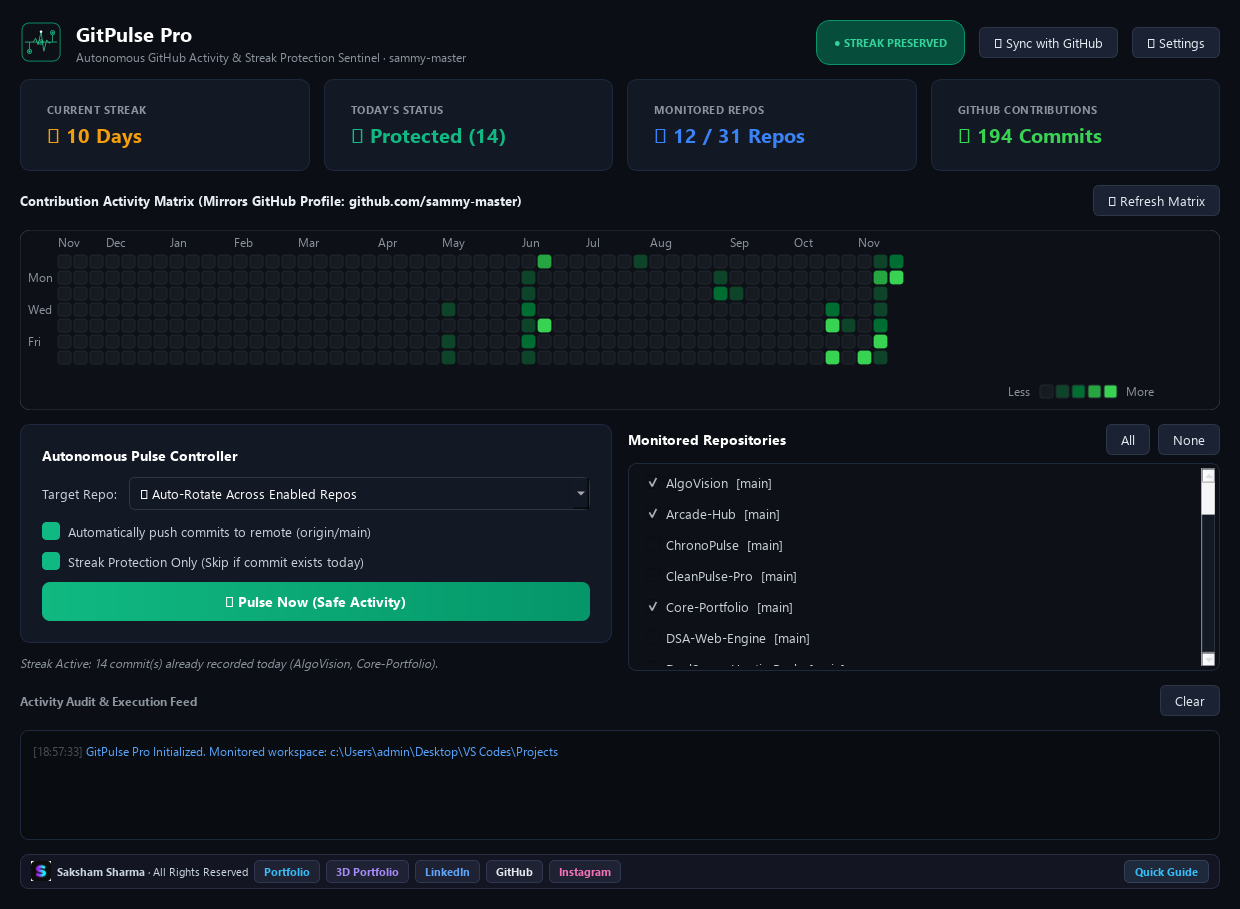 GitPulse Pro
Autonomous GitHub Activity & Streak Protection Sentinel · sammy-master
● STREAK PRESERVED
Sync with GitHub
Settings
CURRENT STREAK
10 Days
TODAY'S STATUS
Protected (14)
MONITORED REPOS
12 / 31 Repos
GITHUB CONTRIBUTIONS
194 Commits
Contribution Activity Matrix (Mirrors GitHub Profile: github.com/sammy-master)
Refresh Matrix
Nov Dec Jan Feb Mar Apr May Jun Jul Aug Sep Oct Nov
Mon
Wed
Fri
Less More
Autonomous Pulse Controller
Target Repo: Auto-Rotate Across Enabled Repos
Automatically push commits to remote (origin/main)
Streak Protection Only (Skip if commit exists today)
Pulse Now (Safe Activity)
Streak Active: 14 commit(s) already recorded today (AlgoVision, Core-Portfolio).
Monitored Repositories
All
None
✓ AlgoVision [main]
✓ Arcade-Hub [main]
ChronoPulse [main]
CleanPulse-Pro [main]
✓ Core-Portfolio [main]
DSA-Web-Engine [main]
Activity Audit & Execution Feed
Clear
[18:57:33] GitPulse Pro Initialized. Monitored workspace: c:\Users\admin\Desktop\VS Codes\Projects
S Saksham Sharma · All Rights Reserved
Portfolio
3D Portfolio
LinkedIn
GitHub
Instagram
Quick Guide